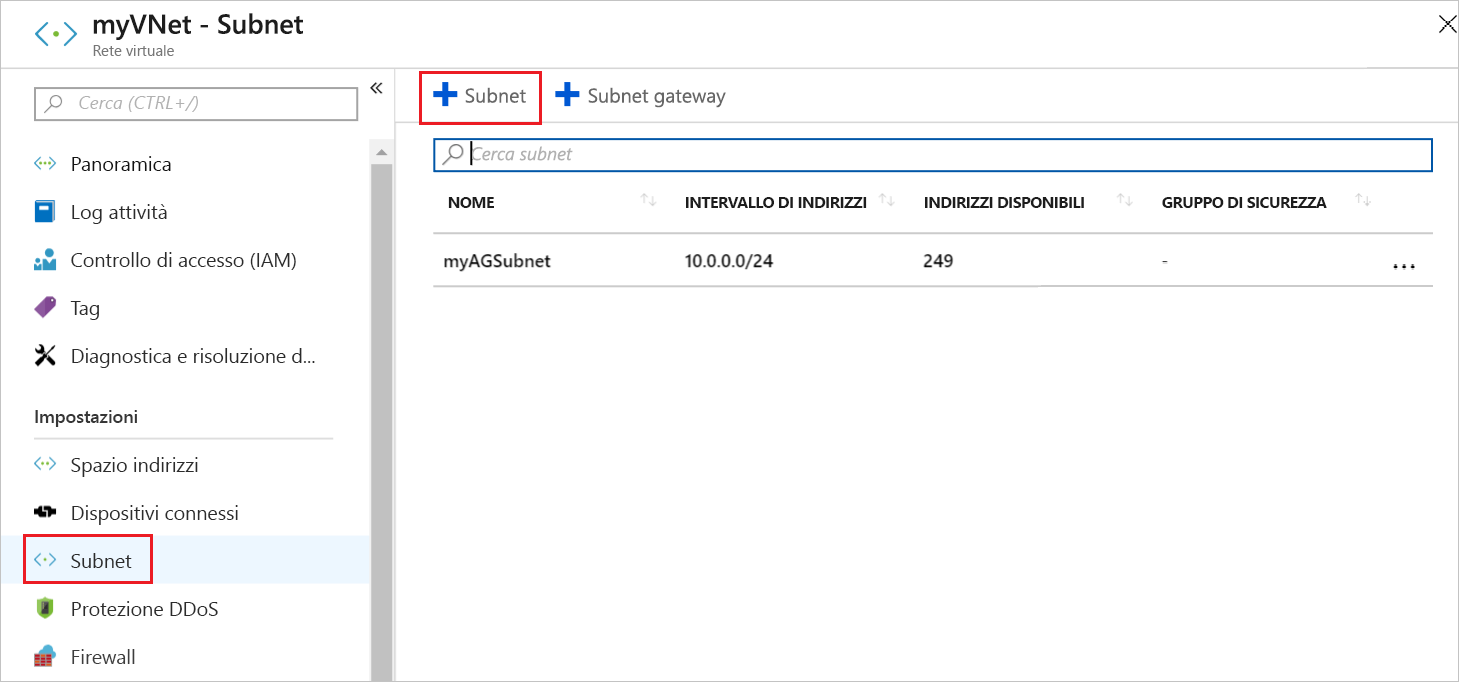 myVNet - Subnet
Rete virtuale
Cerca (CTRL+/)
Panoramica
Log attività
Controllo di accesso (IAM)
Tag
Diagnostica e risoluzione d...
Impostazioni
Spazio indirizzi
Dispositivi connessi
Subnet
Protezione DDoS
Firewall
Subnet Subnet gateway
Cerca subnet
NOME INTERVALLO DI INDIRIZZI INDIRIZZI DISPONIBILI GRUPPO DI SICUREZZA
myAGSubnet 10.0.0.0/24 249 -